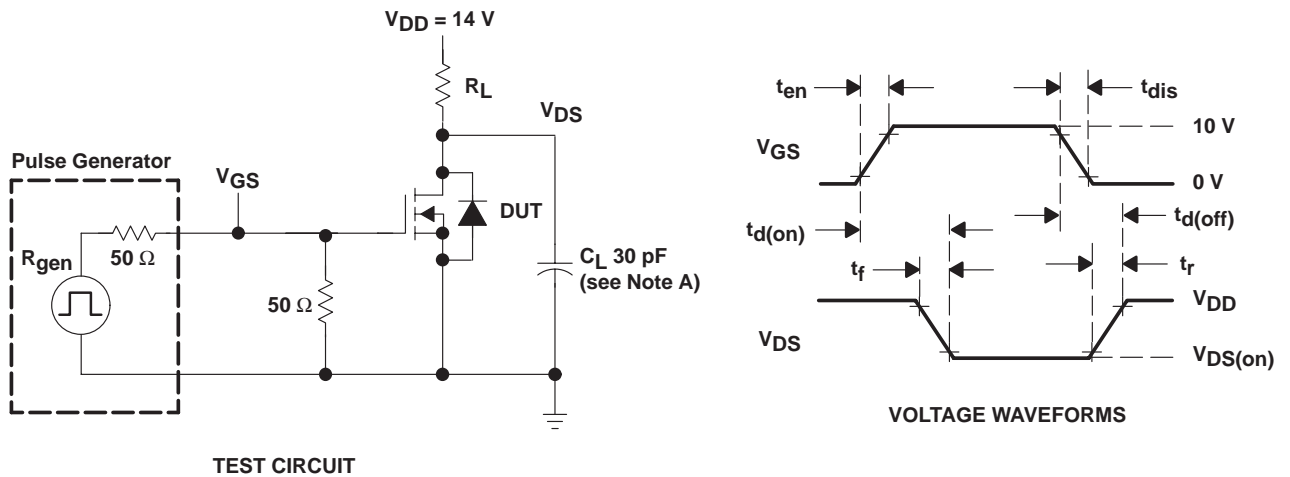 VDD = 14 V
RL
VDS
Pulse Generator
VGS
DUT
Rgen
50 Ω
50 Ω
CL 30 pF
(see Note A)
TEST CIRCUIT
ten
tdis
10 V
VGS
0 V
td(on)
td(off)
tf
tr
VDD
VDS
VDS(on)
VOLTAGE WAVEFORMS